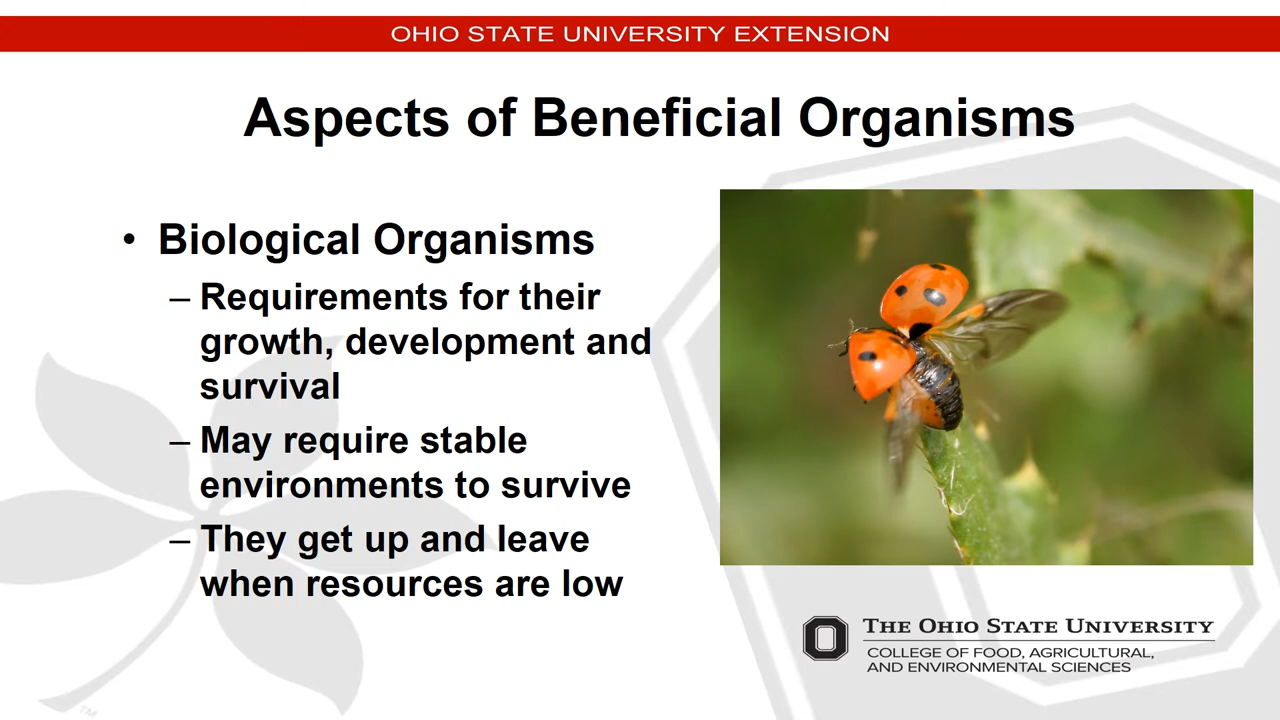 OHIO STATE UNIVERSITY EXTENSION
Aspects of Beneficial Organisms
• Biological Organisms
– Requirements for their
growth, development and
survival
– May require stable
environments to survive
– They get up and leave
when resources are low
THE OHIO STATE UNIVERSITY
COLLEGE OF FOOD, AGRICULTURAL,
AND ENVIRONMENTAL SCIENCES
TM